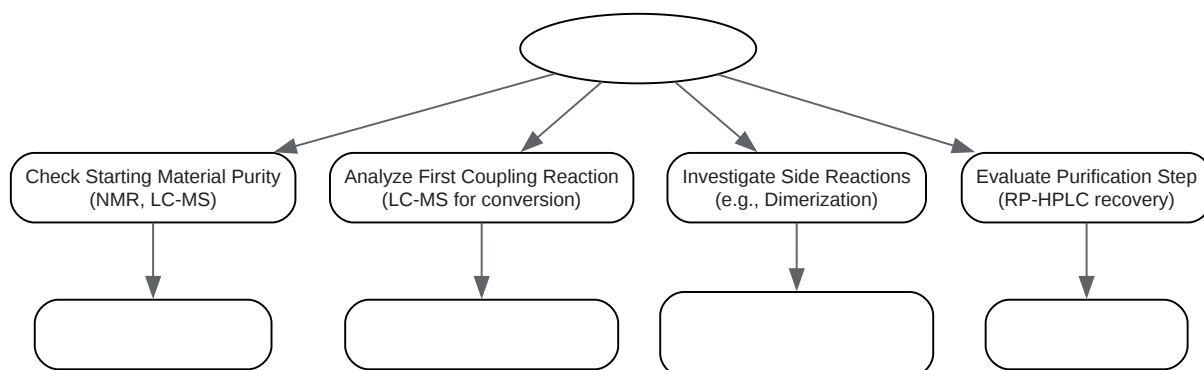 Check Starting Material Purity
(NMR, LC-MS)
Analyze First Coupling Reaction
(LC-MS for conversion)
Investigate Side Reactions
(e.g., Dimerization)
Evaluate Purification Step
(RP-HPLC recovery)